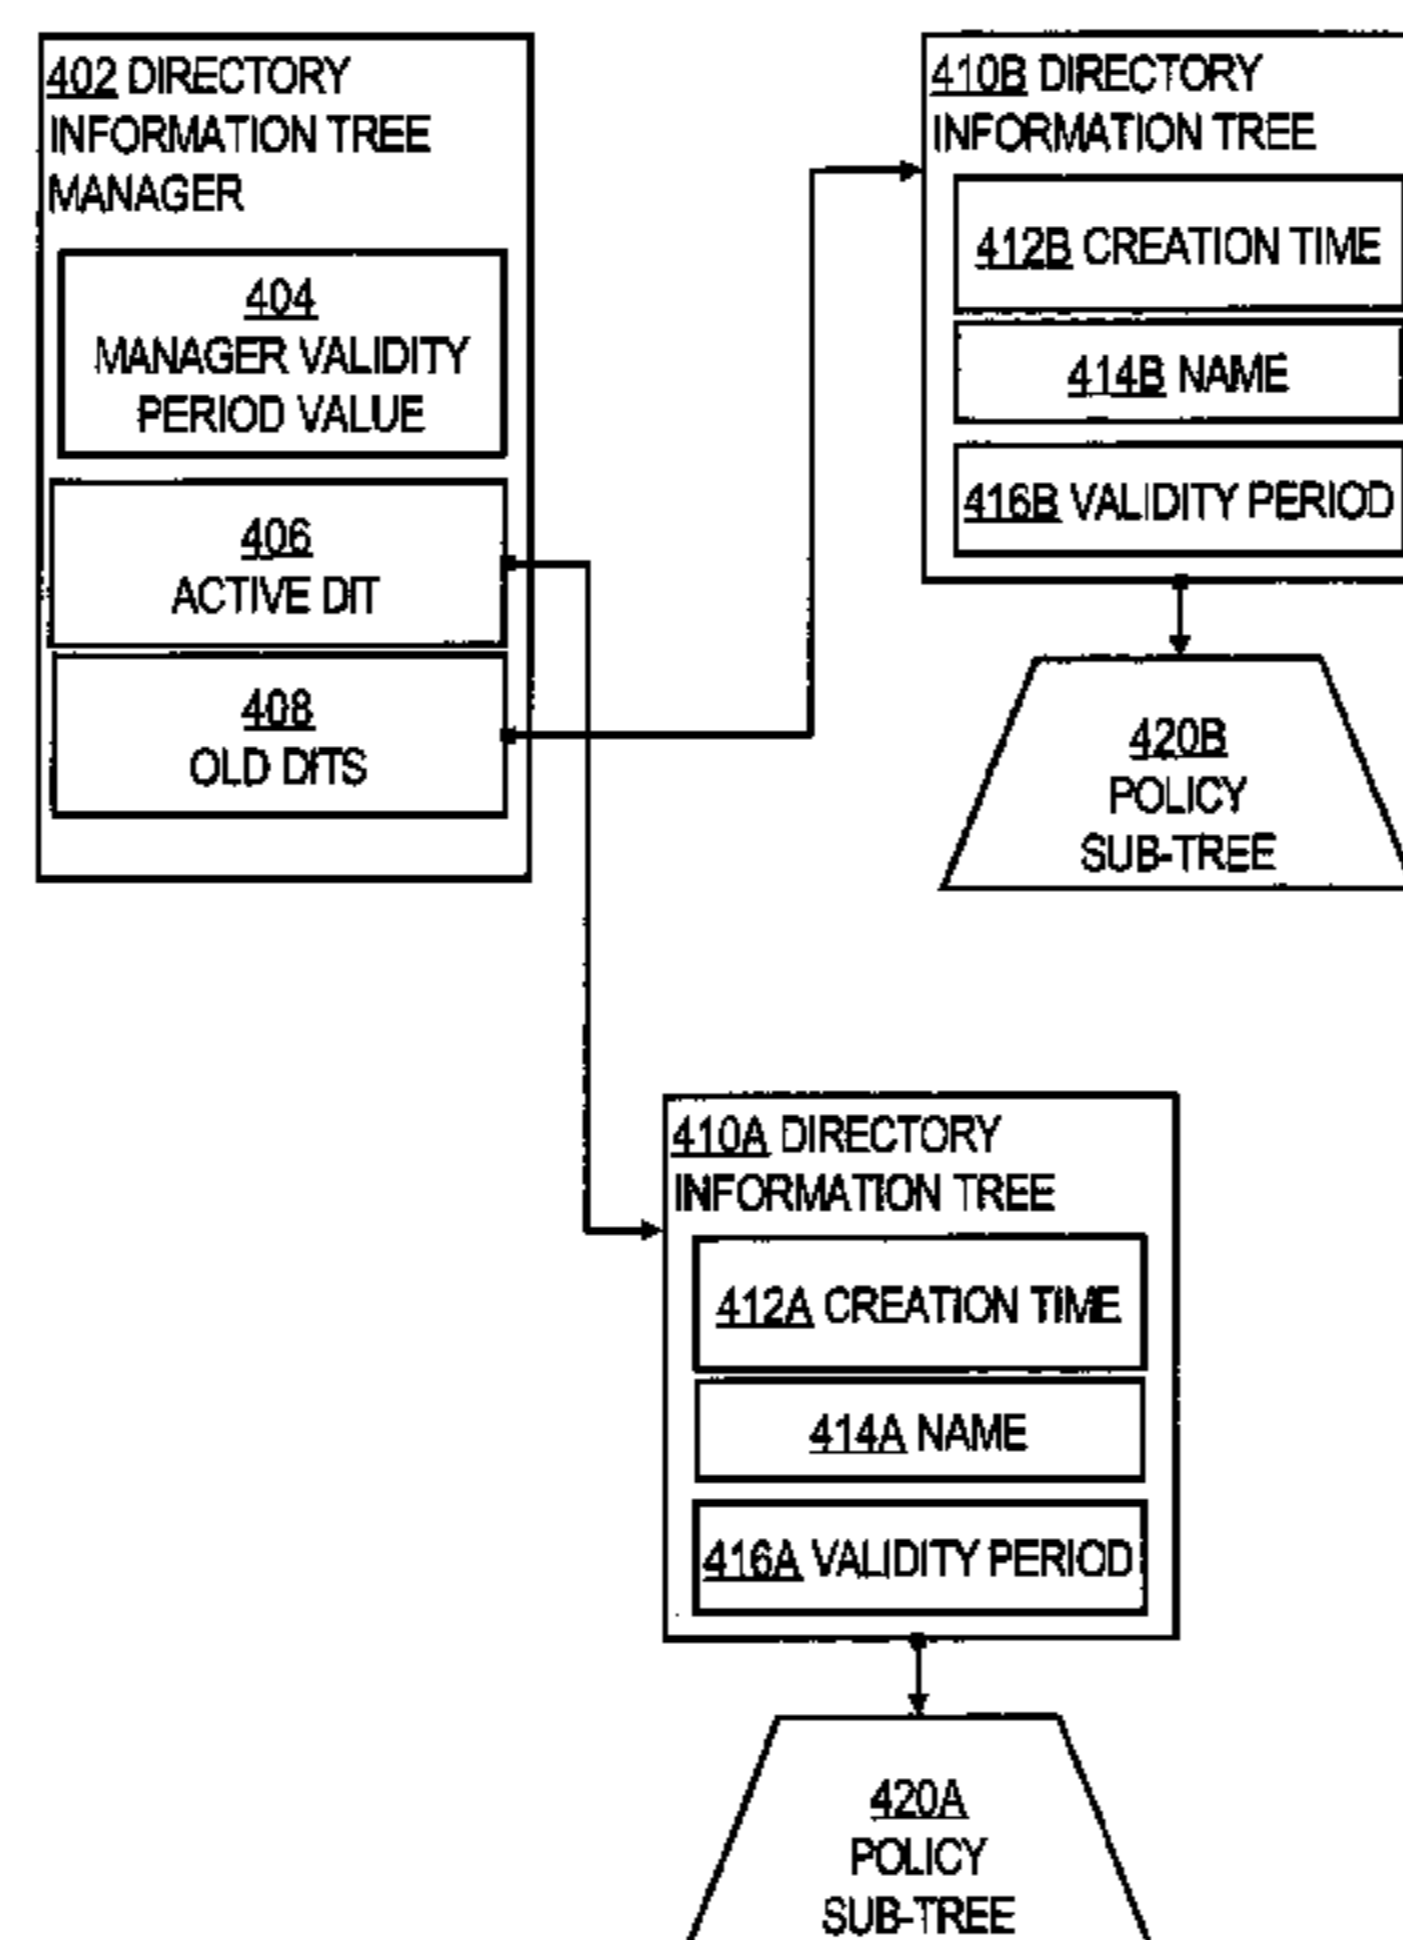 402 DIRECTORY
INFORMATION TREE
MANAGER
404
MANAGER VALIDITY
PERIOD VALUE
406
ACTIVE DIT
408
OLD DITS
410B DIRECTORY
INFORMATION TREE
412B CREATION TIME
414B NAME
416B VALIDITY PERIOD
420B
POLICY
SUB-TREE
410A DIRECTORY
INFORMATION TREE
412A CREATION TIME
414A NAME
416A VALIDITY PERIOD
420A
POLICY
SUB-TREE